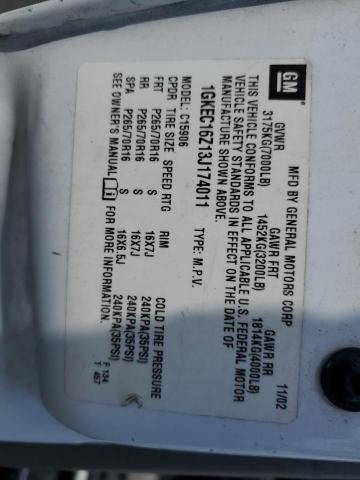 GM
MFD BY GENERAL MOTORS CORP 11/02
GVWR GAWR FRT GAWR RR
3175KG(7000LB) 1452KG(3200LB) 1814KG(4000LB)
THIS VEHICLE CONFORMS TO ALL APPLICABLE U.S. FEDERAL MOTOR
VEHICLE SAFETY STANDARDS IN EFFECT ON THE DATE OF
MANUFACTURE SHOWN ABOVE.
1GKEC16Z13J174011 TYPE: M.P.V.
C15906
CPDR TIRE SIZE SPEED RTG RIM COLD TIRE PRESSURE
FRT P265/70R16 S 16X7J 240KPA(35PSI)
RR P265/70R16 S 16X7J 240KPA(35PSI)
SPA P265/70R16 S 16X6.5J 240KPA(35PSI)
SEE OWNER'S MANUAL i FOR MORE INFORMATION
F 134
T 457